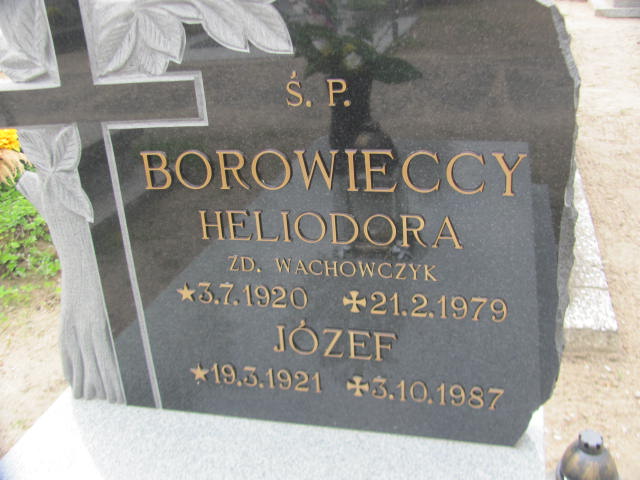 Ś. P.
BOROWIECCY
HELIODORA
ZD. WACHOWCZYK
★3.7.1920 ✠21.2.1979
JÓZEF
★19.3.1921 ✠3.10.1987